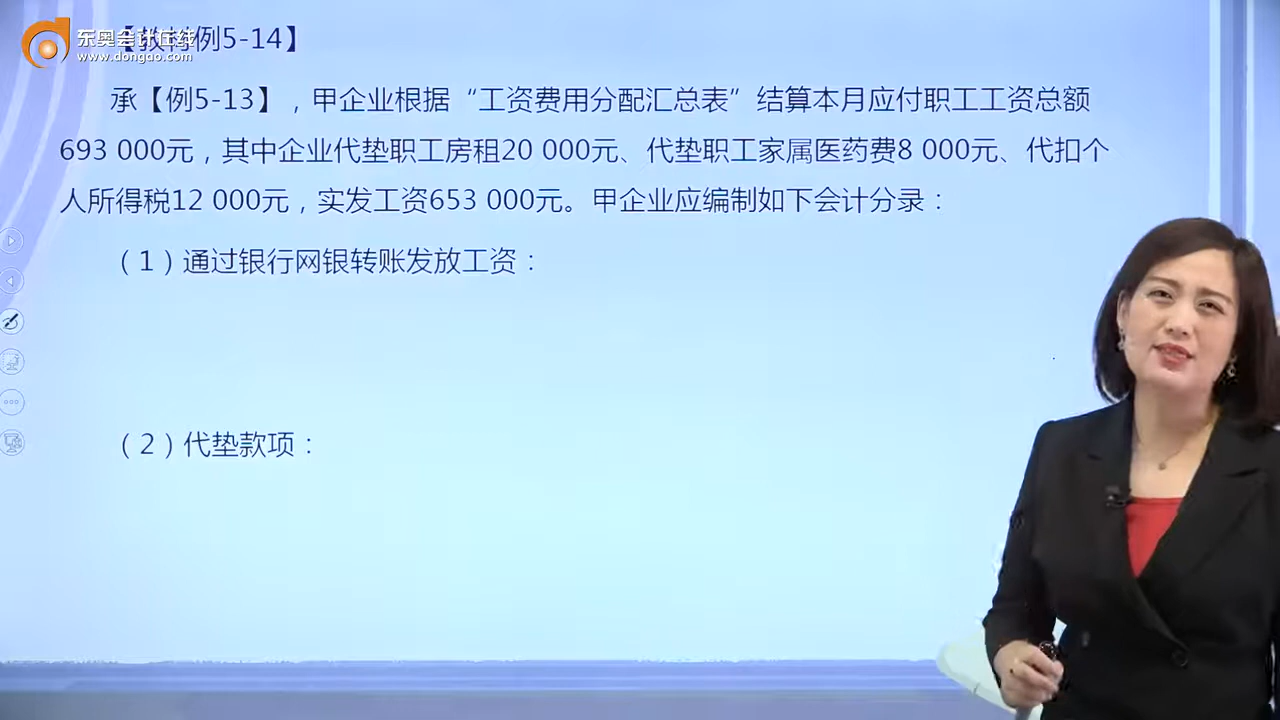 东奥会计在线
www.dongao.com
【教材例5-14】
承【例5-13】，甲企业根据“工资费用分配汇总表”结算本月应付职工工资总额
693 000元，其中企业代垫职工房租20 000元、代垫职工家属医药费8 000元、代扣个
人所得税12 000元，实发工资653 000元。甲企业应编制如下会计分录：
（1）通过银行网银转账发放工资：
（2）代垫款项：